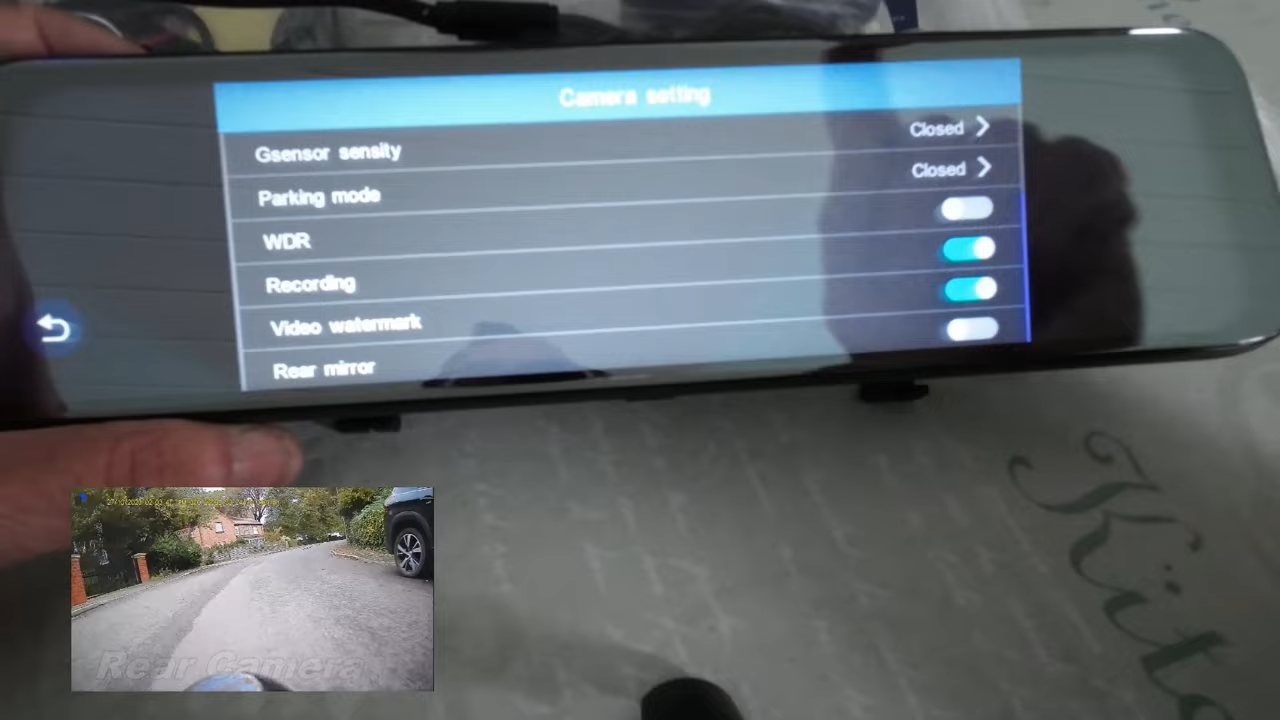 Camera setting
Gsensor sensity
Closed
Parking mode
Closed
WDR
Recording
Video watermark
Rear mirror
Rear Camera